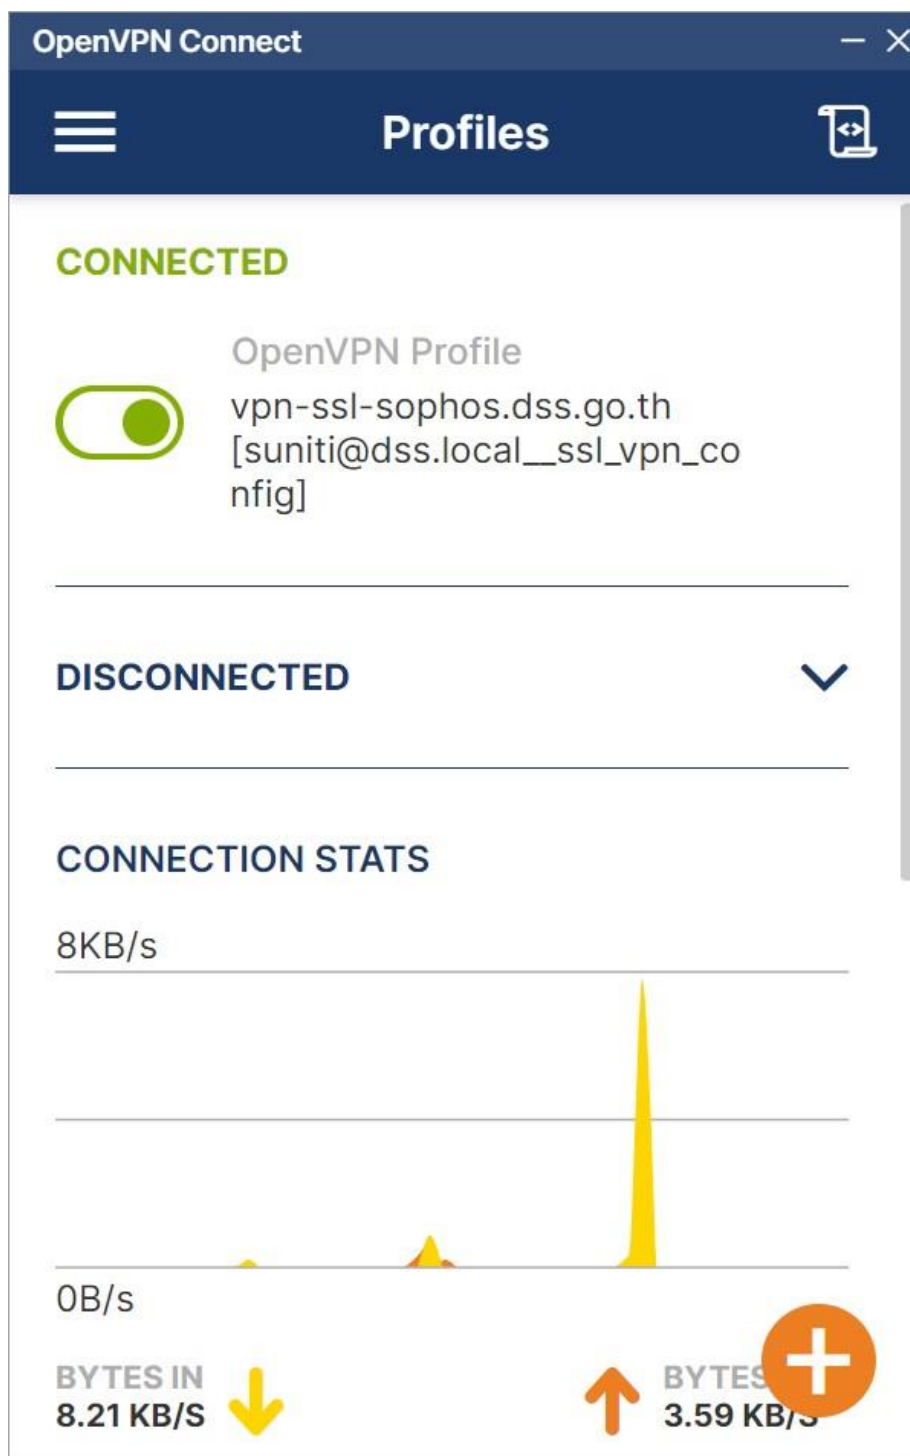 OpenVPN Connect
Profiles
CONNECTED
OpenVPN Profile
vpn-ssl-sophos.dss.go.th
[suniti@dss.local__ssl_vpn_co
nfig]
DISCONNECTED
CONNECTION STATS
8KB/s
0B/s
BYTES IN
8.21 KB/S
BYTES
3.59 KB/S